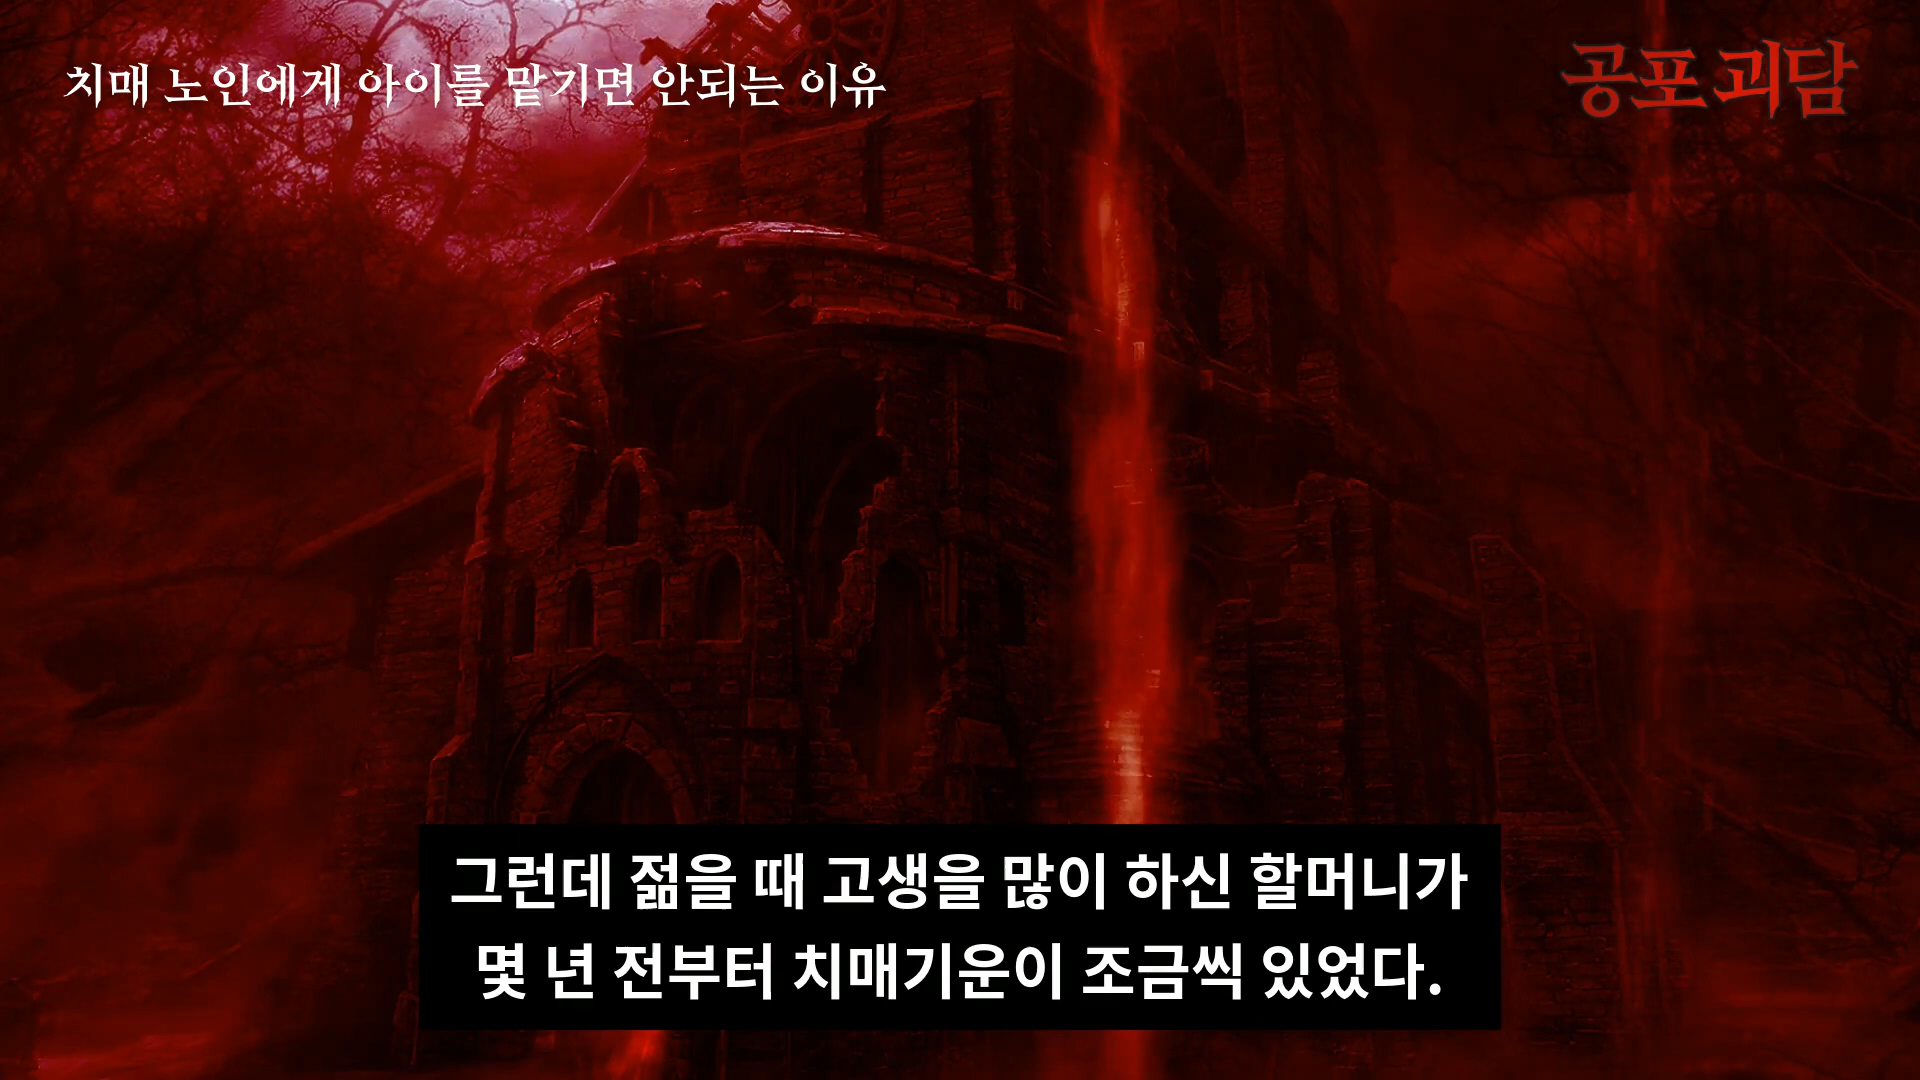 치매 노인에게 아이를 맡기면 안되는 이유
공포 괴담
그런데 젊을 때 고생을 많이 하신 할머니가
몇 년 전부터 치매기운이 조금씩 있었다.